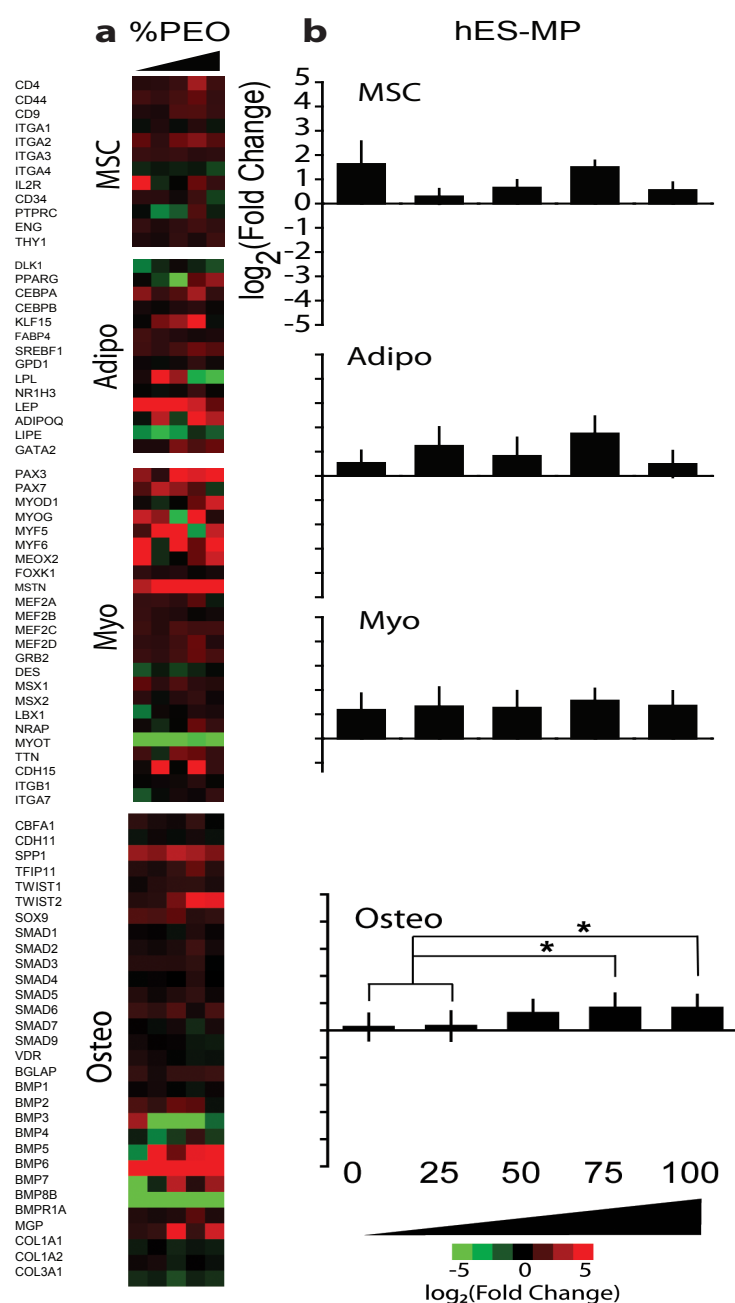 a %PEO
MSC
CD4
CD44
CD9
ITGA1
ITGA2
ITGA3
ITGA4
IL2R
CD34
PTPRC
ENG
THY1
Adipo
DLK1
PPARG
CEBPA
CEBPB
KLF15
FABP4
SREBF1
GPD1
LPL
NR1H3
LEP
ADIPOQ
LIPE
GATA2
Myo
PAX3
PAX7
MYOD1
MYOG
MYF5
MYF6
MEOX2
FOXK1
MSTN
MEF2A
MEF2B
MEF2C
MEF2D
GRB2
DES
MSX1
MSX2
LBX1
NRAP
MYOT
TTN
CDH15
ITGB1
ITGA7
Osteo
CBFA1
CDH11
SPP1
TFIP11
TWIST1
TWIST2
SOX9
SMAD1
SMAD2
SMAD3
SMAD4
SMAD5
SMAD6
SMAD7
SMAD9
VDR
BGLAP
BMP1
BMP2
BMP3
BMP4
BMP5
BMP6
BMP7
BMP8B
BMPR1A
MGP
COL1A1
COL1A2
COL3A1
b hES-MP
log₂(Fold Change)
5
4
3
2
1
0
-1
-2
-3
-4
-5
MSC
Adipo
Myo
Osteo
*
*
0 25 50 75 100
-5 0 5
log₂(Fold Change)